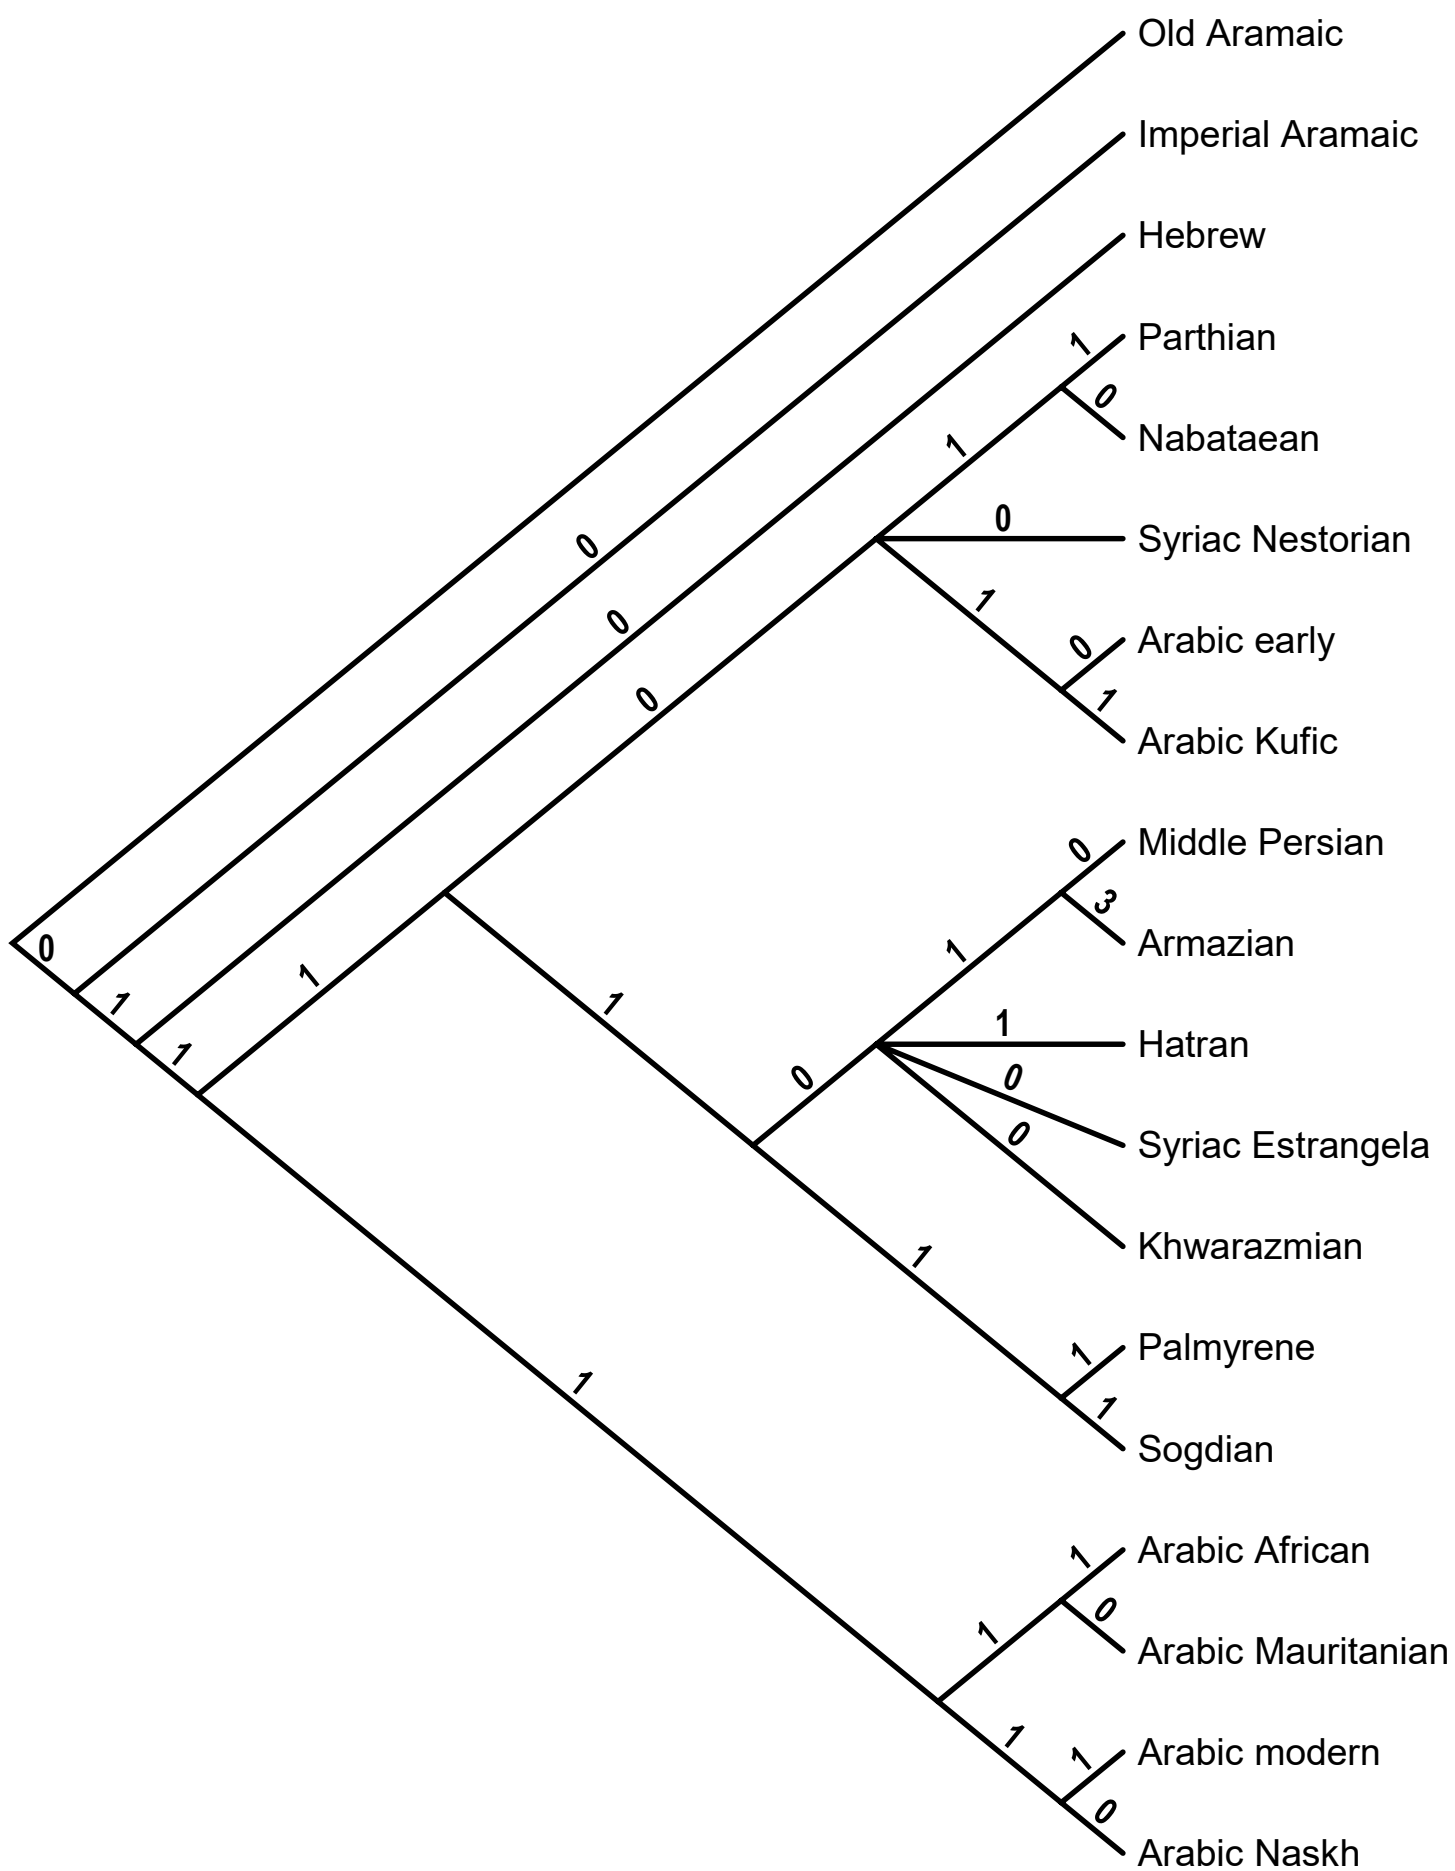 Old Aramaic
Imperial Aramaic
Hebrew
1 Parthian
0 Nabataean
1
0 Syriac Nestorian
0
1
0
0 Arabic early
1 Arabic Kufic
0
0 Middle Persian
3 Armazian
0
1
1
1
1
1 Hatran
1
0
0 Syriac Estrangela
0
Khwarazmian
1
1 Palmyrene
1
1 Sogdian
1 Arabic African
0 Arabic Mauritanian
1
1
1 Arabic modern
0 Arabic Naskh